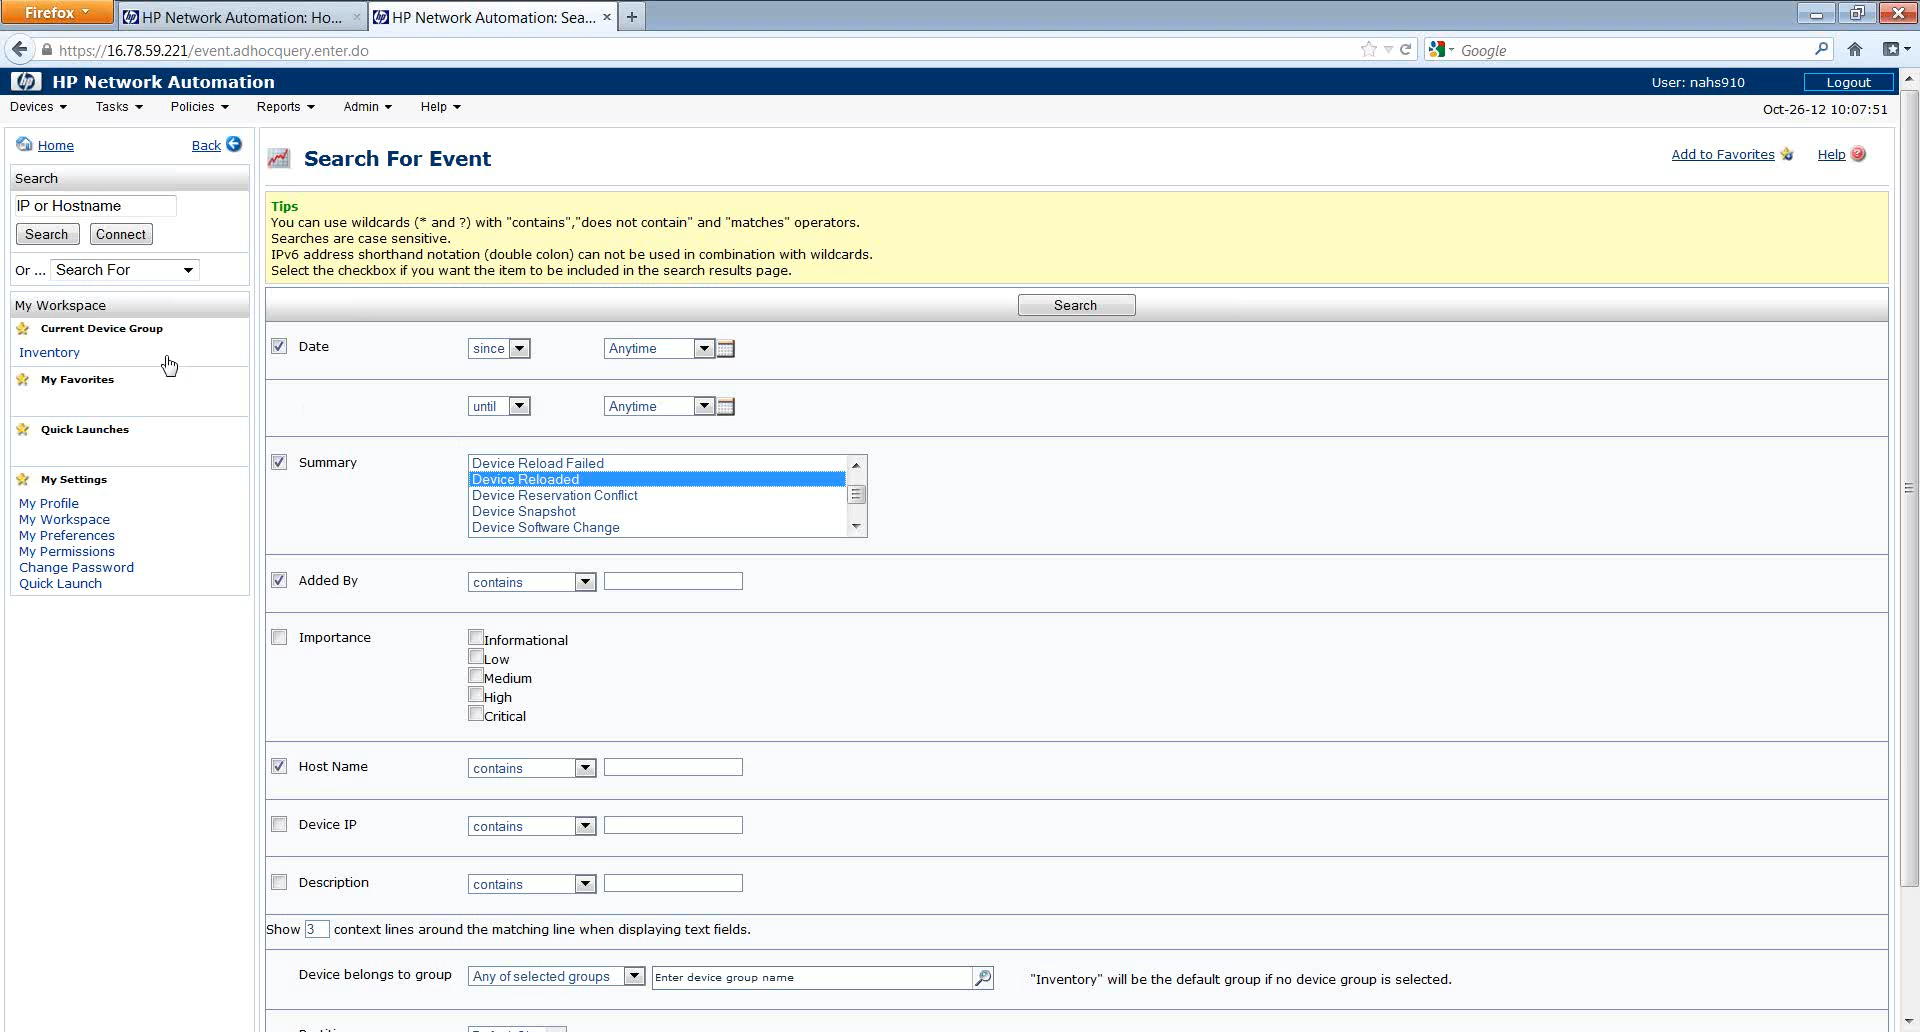 Firefox
HP Network Automation: Ho...
HP Network Automation: Sea...
https://16.78.59.221/event.adhocquery.enter.do
Google
hp HP Network Automation
User: nahs910
Logout
Devices Tasks Policies Reports Admin Help
Oct-26-12 10:07:51
Home Back
Search
IP or Hostname
Search Connect
Or ... Search For
My Workspace
Current Device Group
Inventory
My Favorites
Quick Launches
My Settings
My Profile
My Workspace
My Preferences
My Permissions
Change Password
Quick Launch
Search For Event
Add to Favorites Help
Tips
You can use wildcards (* and ?) with "contains","does not contain" and "matches" operators.
Searches are case sensitive.
IPv6 address shorthand notation (double colon) can not be used in combination with wildcards.
Select the checkbox if you want the item to be included in the search results page.
Search
Date since Anytime
until Anytime
Summary
Device Reload Failed
Device Reloaded
Device Reservation Conflict
Device Snapshot
Device Software Change
Added By contains
Importance
Informational
Low
Medium
High
Critical
Host Name contains
Device IP contains
Description contains
Show 3 context lines around the matching line when displaying text fields.
Device belongs to group Any of selected groups Enter device group name "Inventory" will be the default group if no device group is selected.